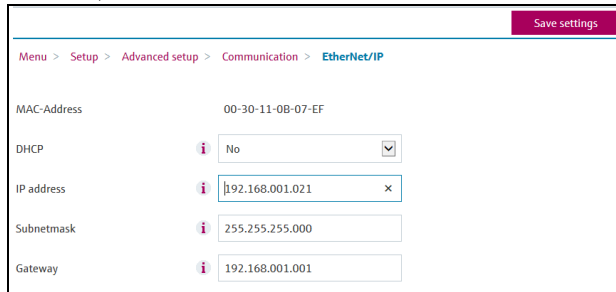 Save settings
Menu > Setup > Advanced setup > Communication > EtherNet/IP
MAC-Address 00-30-11-0B-07-EF
DHCP i No
IP address i 192.168.001.021 ×
Subnetmask i 255.255.255.000
Gateway i 192.168.001.001